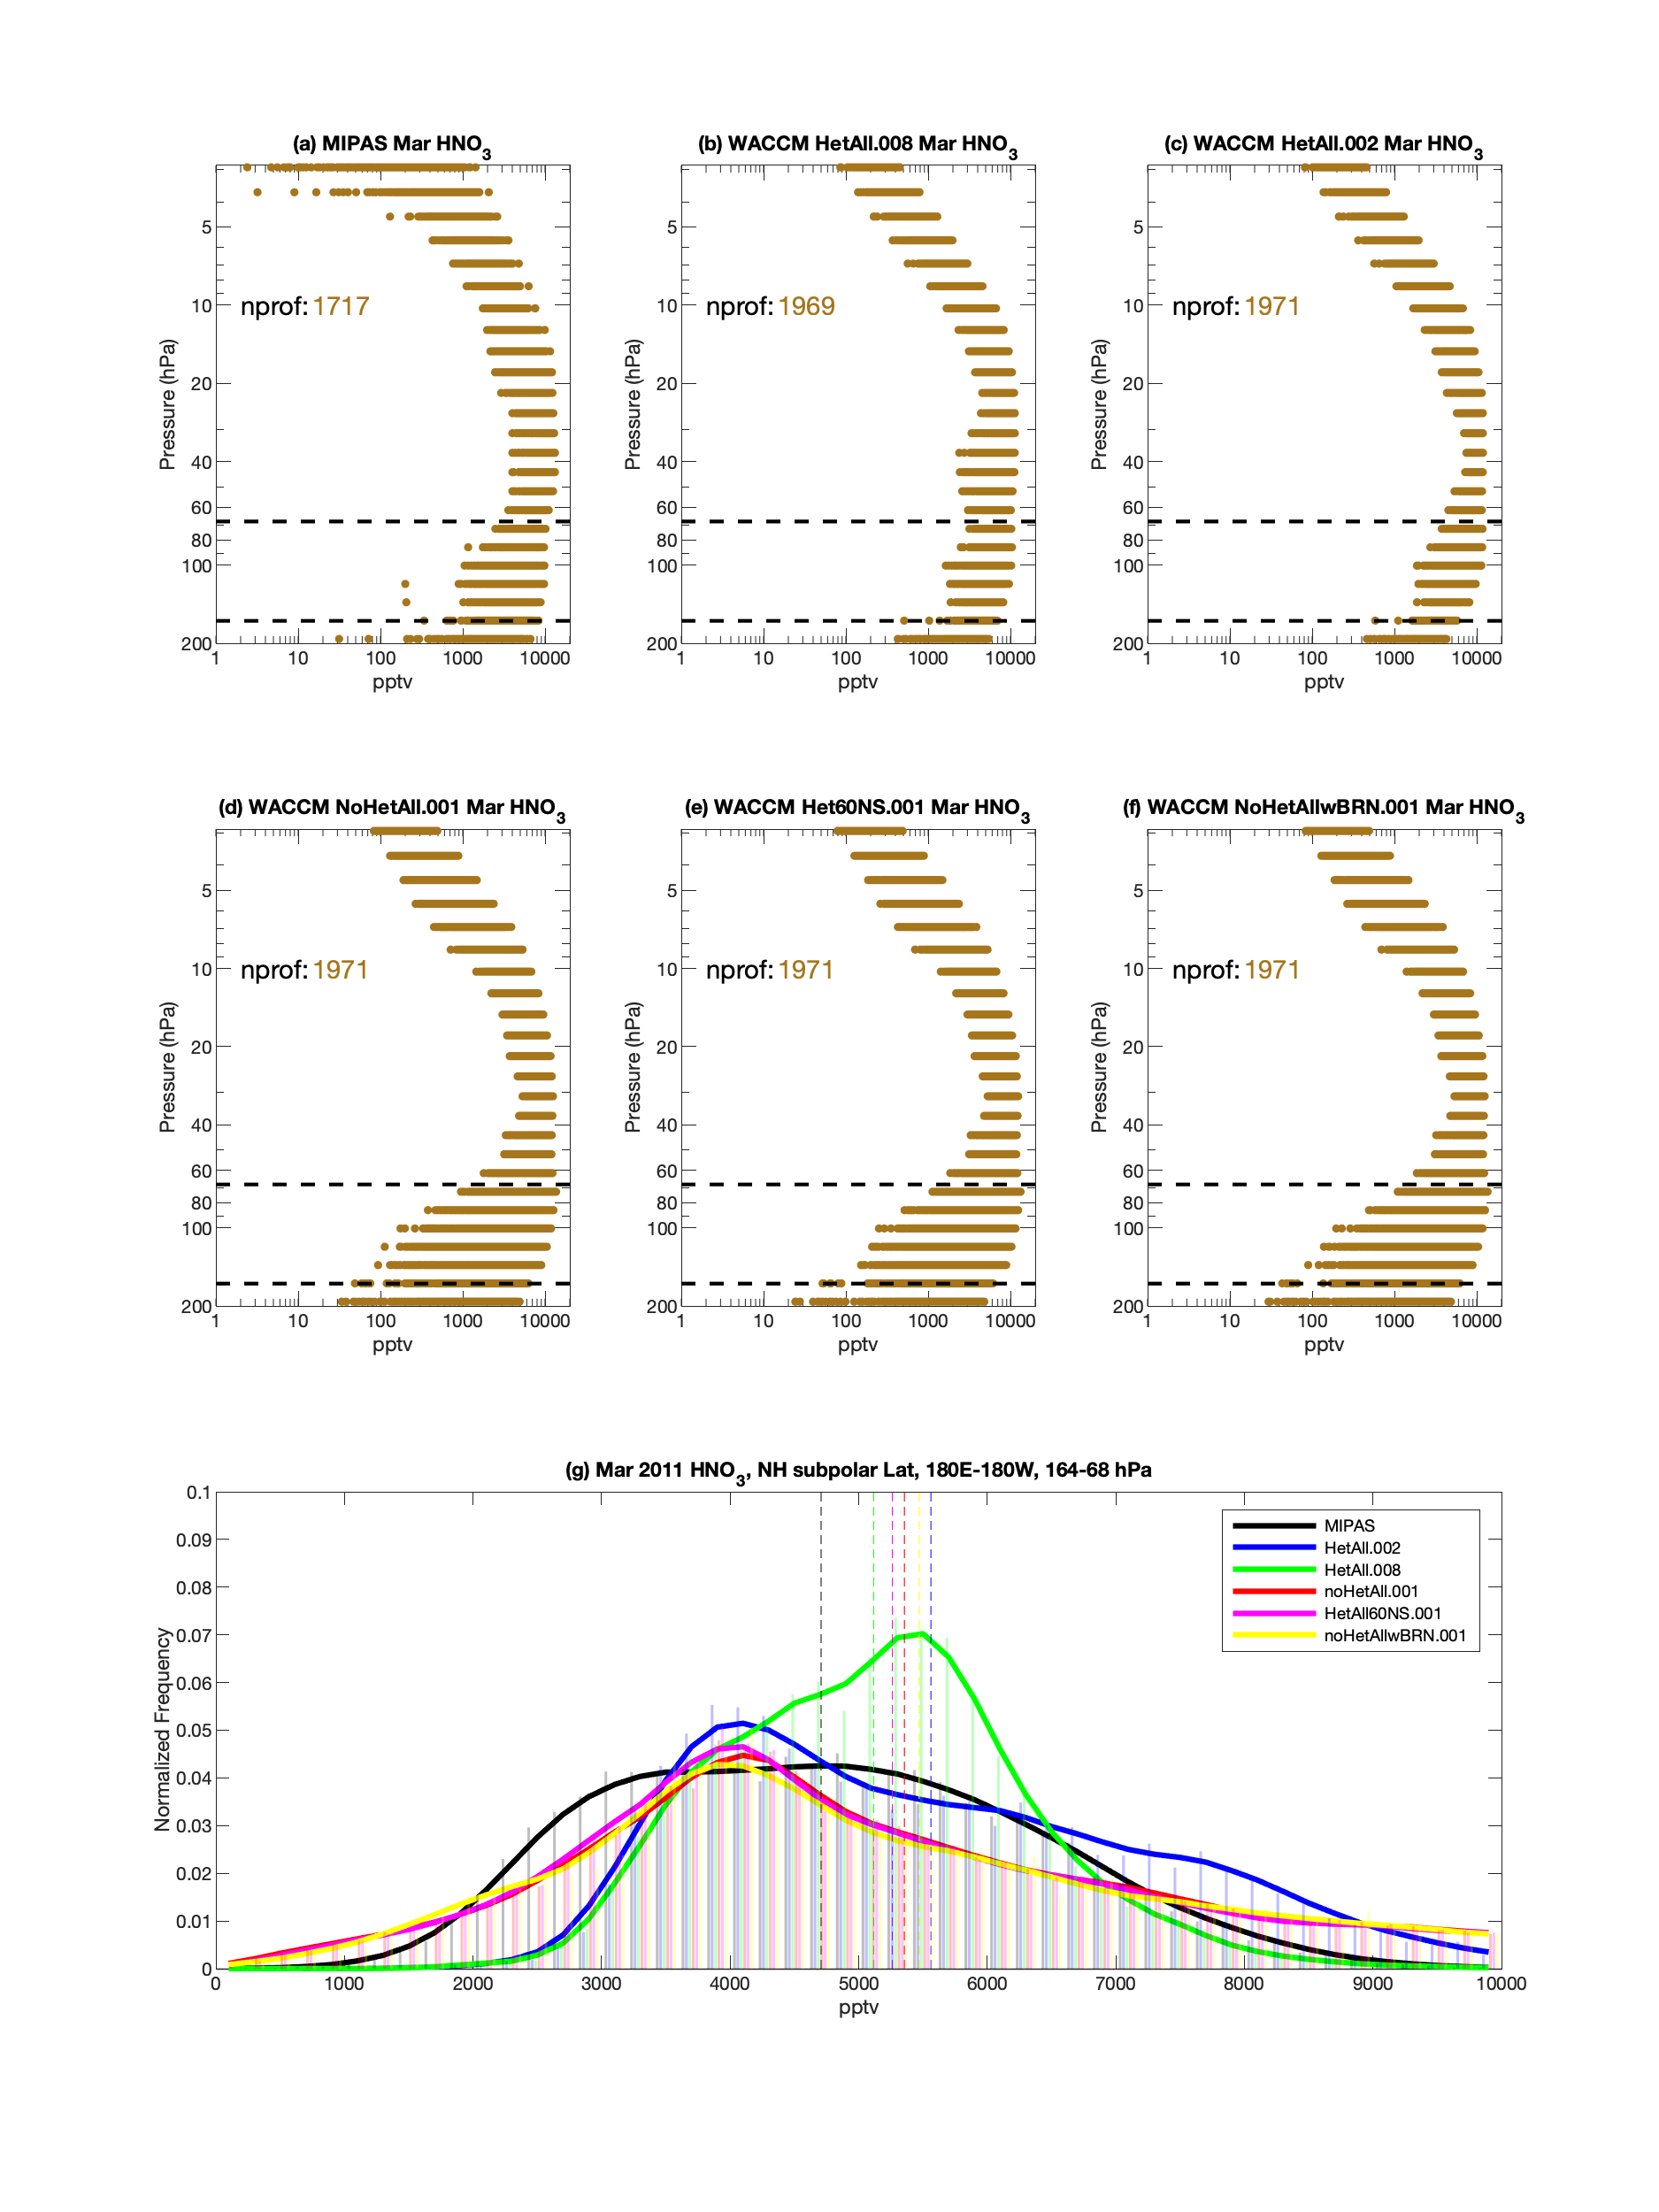 (a) MIPAS Mar HNO3
(b) WACCM HetAll.008 Mar HNO3
(c) WACCM HetAll.002 Mar HNO3
Pressure (hPa)
5
10
20
40
60
80
100
200
nprof: 1717
1 10 100 1000 10000
pptv
Pressure (hPa)
5
10
20
40
60
80
100
200
nprof: 1969
1 10 100 1000 10000
pptv
Pressure (hPa)
5
10
20
40
60
80
100
200
nprof: 1971
1 10 100 1000 10000
pptv
(d) WACCM NoHetAll.001 Mar HNO3
(e) WACCM Het60NS.001 Mar HNO3
(f) WACCM NoHetAllwBRN.001 Mar HNO3
Pressure (hPa)
5
10
20
40
60
80
100
200
nprof: 1971
1 10 100 1000 10000
pptv
Pressure (hPa)
5
10
20
40
60
80
100
200
nprof: 1971
1 10 100 1000 10000
pptv
Pressure (hPa)
5
10
20
40
60
80
100
200
nprof: 1971
1 10 100 1000 10000
pptv
(g) Mar 2011 HNO3, NH subpolar Lat, 180E-180W, 164-68 hPa
Normalized Frequency
0.1
0.09
0.08
0.07
0.06
0.05
0.04
0.03
0.02
0.01
0
MIPAS
HetAll.002
HetAll.008
noHetAll.001
HetAll60NS.001
noHetAllwBRN.001
0 1000 2000 3000 4000 5000 6000 7000 8000 9000 10000
pptv